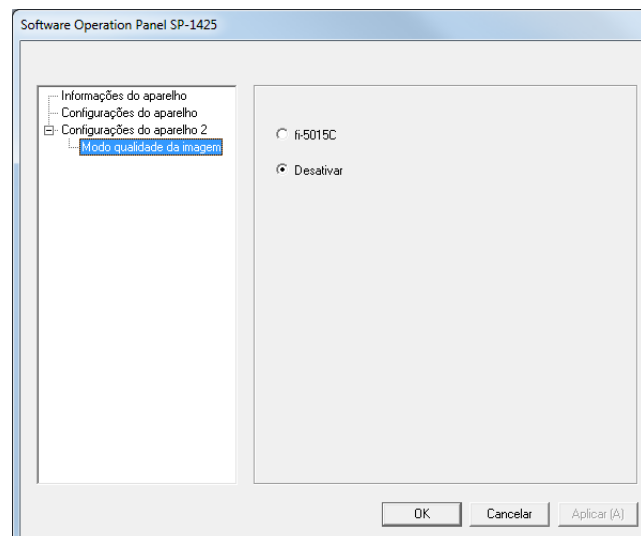 Software Operation Panel SP-1425
Informações do aparelho
Configurações do aparelho
Configurações do aparelho 2
Modo qualidade da imagem
fi-5015C
Desativar
OK
Cancelar
Aplicar (A)